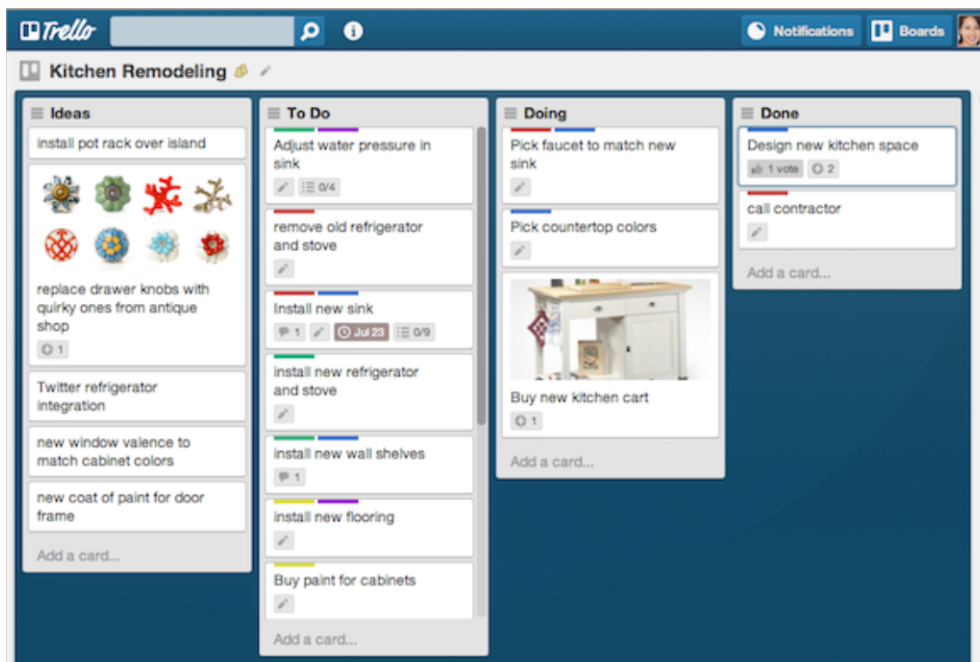 Trello
Notifications
Boards
Kitchen Remodeling
Ideas
install pot rack over island
replace drawer knobs with
quirky ones from antique
shop
1
Twitter refrigerator
integration
new window valence to
match cabinet colors
new coat of paint for door
frame
Add a card...
To Do
Adjust water pressure in
sink
0/4
remove old refrigerator
and stove
Install new sink
1 Jul 23 0/9
install new refrigerator
and stove
install new wall shelves
1
install new flooring
Buy paint for cabinets
Add a card...
Doing
Pick faucet to match new
sink
Pick countertop colors
Buy new kitchen cart
1
Add a card...
Done
Design new kitchen space
1 vote 2
call contractor
Add a card...